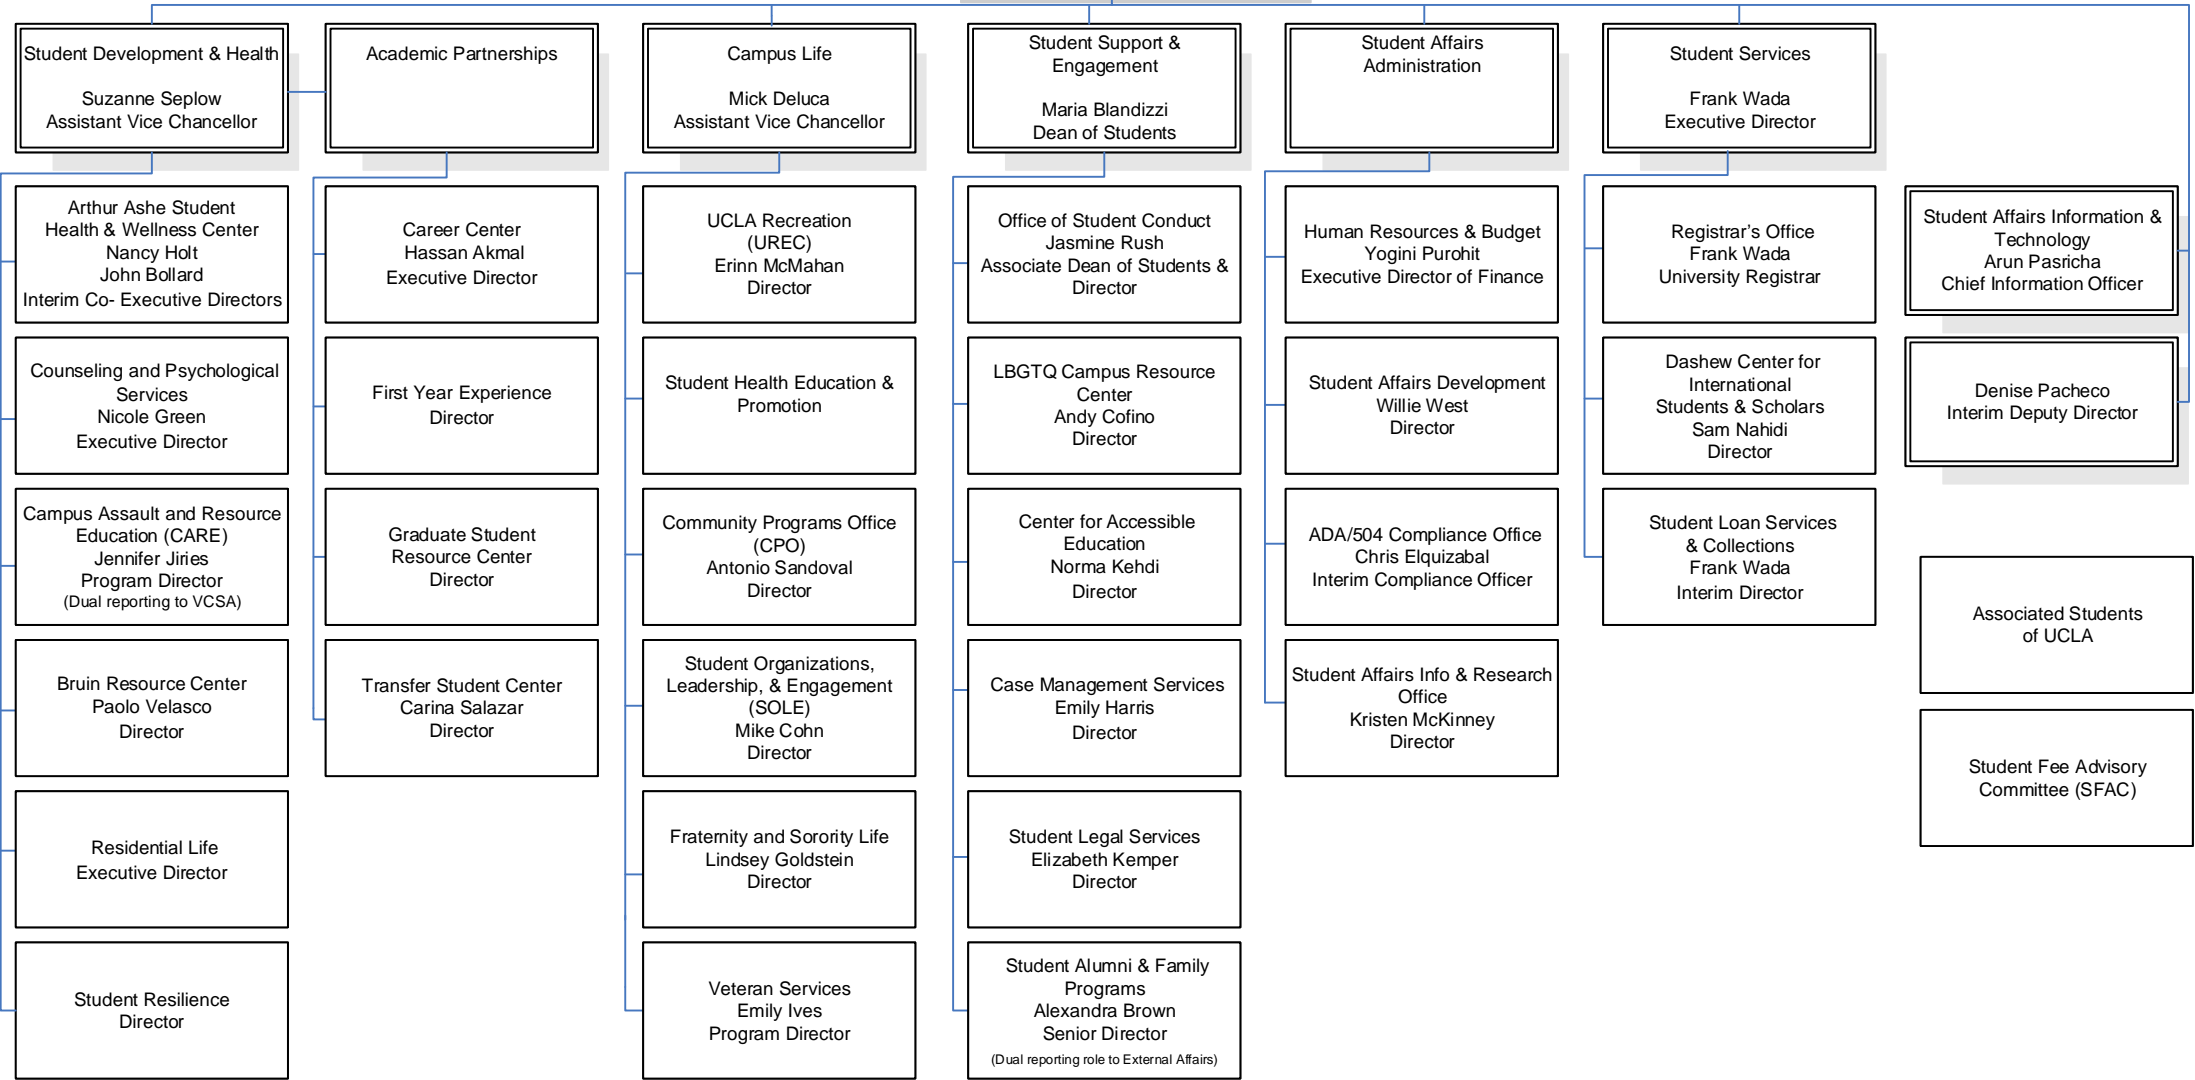 Student Development & Health
Suzanne Seplow
Assistant Vice Chancellor
Academic Partnerships
Campus Life
Mick Deluca
Assistant Vice Chancellor
Student Support &
Engagement
Maria Blandizzi
Dean of Students
Student Affairs
Administration
Student Services
Frank Wada
Executive Director
Arthur Ashe Student
Health & Wellness Center
Nancy Holt
John Bollard
Interim Co- Executive Directors
Counseling and Psychological
Services
Nicole Green
Executive Director
Campus Assault and Resource
Education (CARE)
Jennifer Jiries
Program Director
(Dual reporting to VCSA)
Bruin Resource Center
Paolo Velasco
Director
Residential Life
Executive Director
Student Resilience
Director
Career Center
Hassan Akmal
Executive Director
First Year Experience
Director
Graduate Student
Resource Center
Director
Transfer Student Center
Carina Salazar
Director
UCLA Recreation
(UREC)
Erinn McMahan
Director
Student Health Education &
Promotion
Community Programs Office
(CPO)
Antonio Sandoval
Director
Student Organizations,
Leadership, & Engagement
(SOLE)
Mike Cohn
Director
Fraternity and Sorority Life
Lindsey Goldstein
Director
Veteran Services
Emily Ives
Program Director
Office of Student Conduct
Jasmine Rush
Associate Dean of Students &
Director
LBGTQ Campus Resource
Center
Andy Cofino
Director
Center for Accessible
Education
Norma Kehdi
Director
Case Management Services
Emily Harris
Director
Student Legal Services
Elizabeth Kemper
Director
Student Alumni & Family
Programs
Alexandra Brown
Senior Director
(Dual reporting role to External Affairs)
Human Resources & Budget
Yogini Purohit
Executive Director of Finance
Student Affairs Development
Willie West
Director
ADA/504 Compliance Office
Chris Elquizabal
Interim Compliance Officer
Student Affairs Info & Research
Office
Kristen McKinney
Director
Registrar’s Office
Frank Wada
University Registrar
Dashew Center for
International
Students & Scholars
Sam Nahidi
Director
Student Loan Services
& Collections
Frank Wada
Interim Director
Student Affairs Information &
Technology
Arun Pasricha
Chief Information Officer
Denise Pacheco
Interim Deputy Director
Associated Students
of UCLA
Student Fee Advisory
Committee (SFAC)